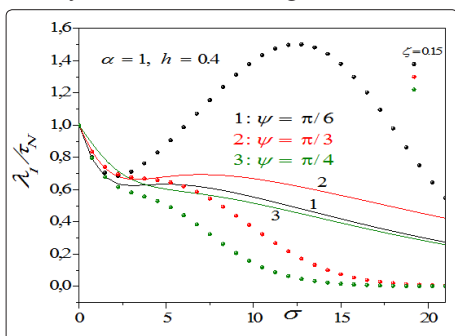 1,6
1,4
1,2
1,0
0,8
0,6
0,4
0,2
0,0
λ₁/τ_N
α = 1, h = 0.4
ζ=0.15
1: ψ = π/6
2: ψ = π/3
3: ψ = π/4
2
1
3
0 5 10 15 20
σ